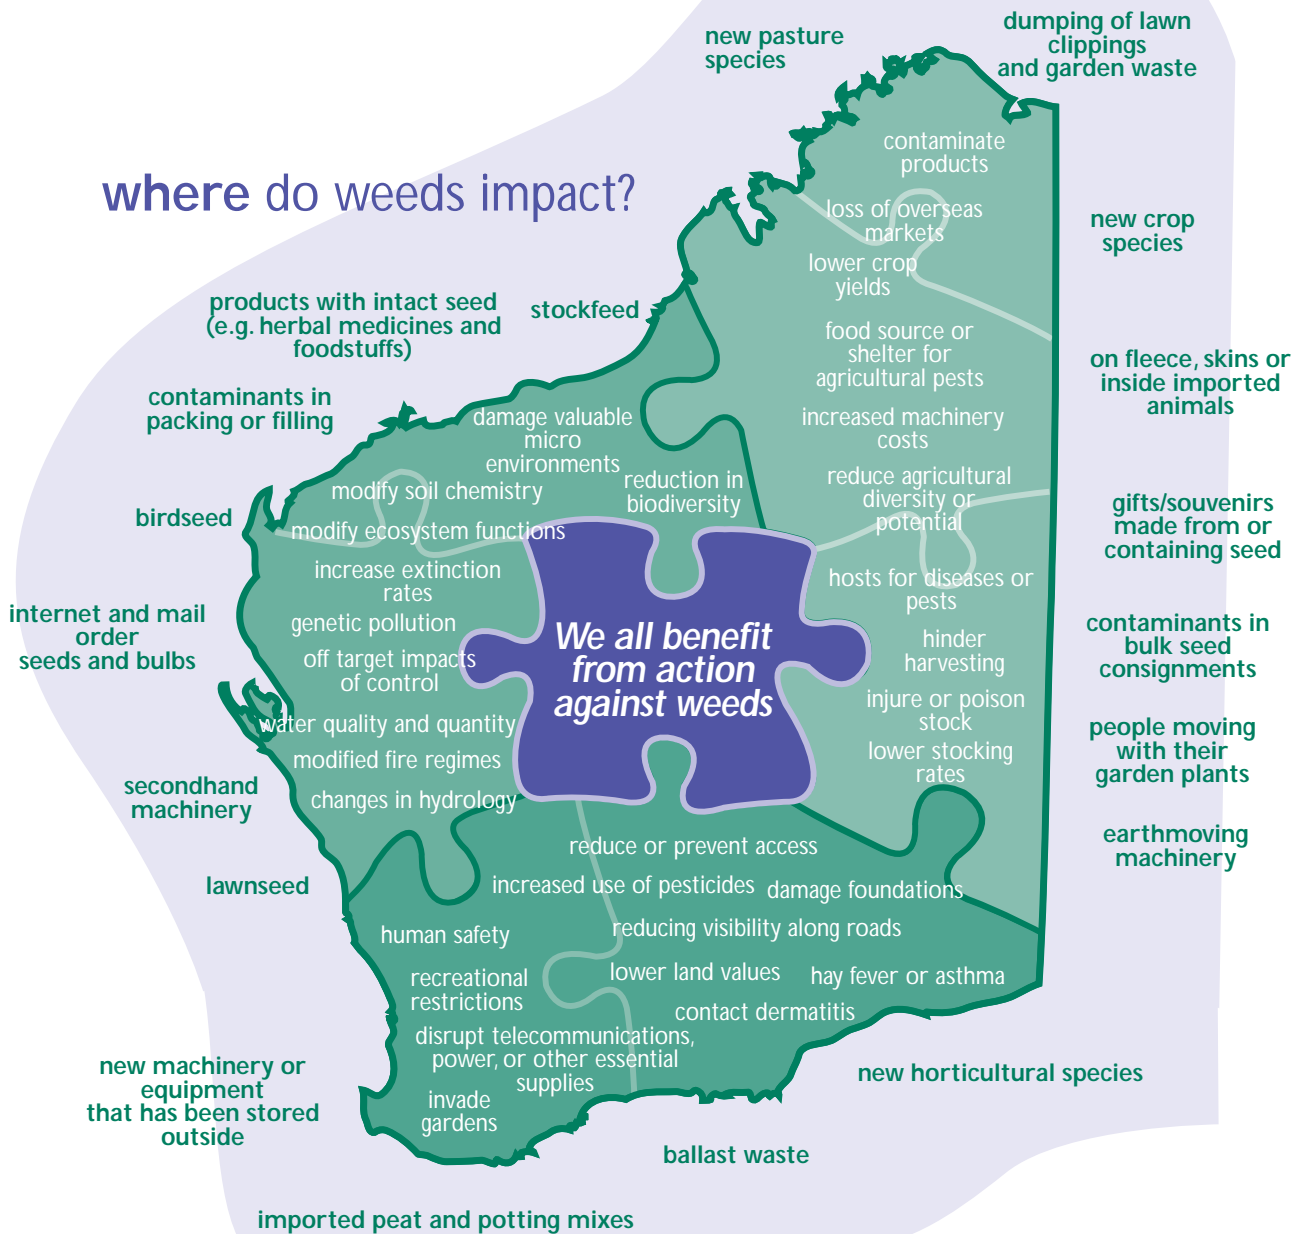 new pasture
species
dumping of lawn
clippings
and garden waste
where do weeds impact?
new crop
species
products with intact seed
(e.g. herbal medicines and
foodstuffs)
stockfeed
on fleece, skins or
inside imported
animals
contaminants in
packing or filling
birdseed
gifts/souvenirs
made from or
containing seed
internet and mail
order
seeds and bulbs
contaminants in
bulk seed
consignments
people moving
with their
garden plants
secondhand
machinery
earthmoving
machinery
lawnseed
new machinery or
equipment
that has been stored
outside
new horticultural species
ballast waste
imported peat and potting mixes
contaminate
products
loss of overseas
markets
lower crop
yields
food source or
shelter for
agricultural pests
increased machinery
costs
reduce agricultural
diversity or
potential
hosts for diseases or
pests
hinder
harvesting
injure or poison
stock
lower stocking
rates
damage valuable
micro
environments
reduction in
biodiversity
modify soil chemistry
modify ecosystem functions
increase extinction
rates
genetic pollution
off target impacts
of control
water quality and quantity
modified fire regimes
changes in hydrology
We all benefit
from action
against weeds
reduce or prevent access
increased use of pesticides
damage foundations
human safety
reducing visibility along roads
recreational
restrictions
lower land values
hay fever or asthma
contact dermatitis
disrupt telecommunications,
power, or other essential
supplies
invade
gardens